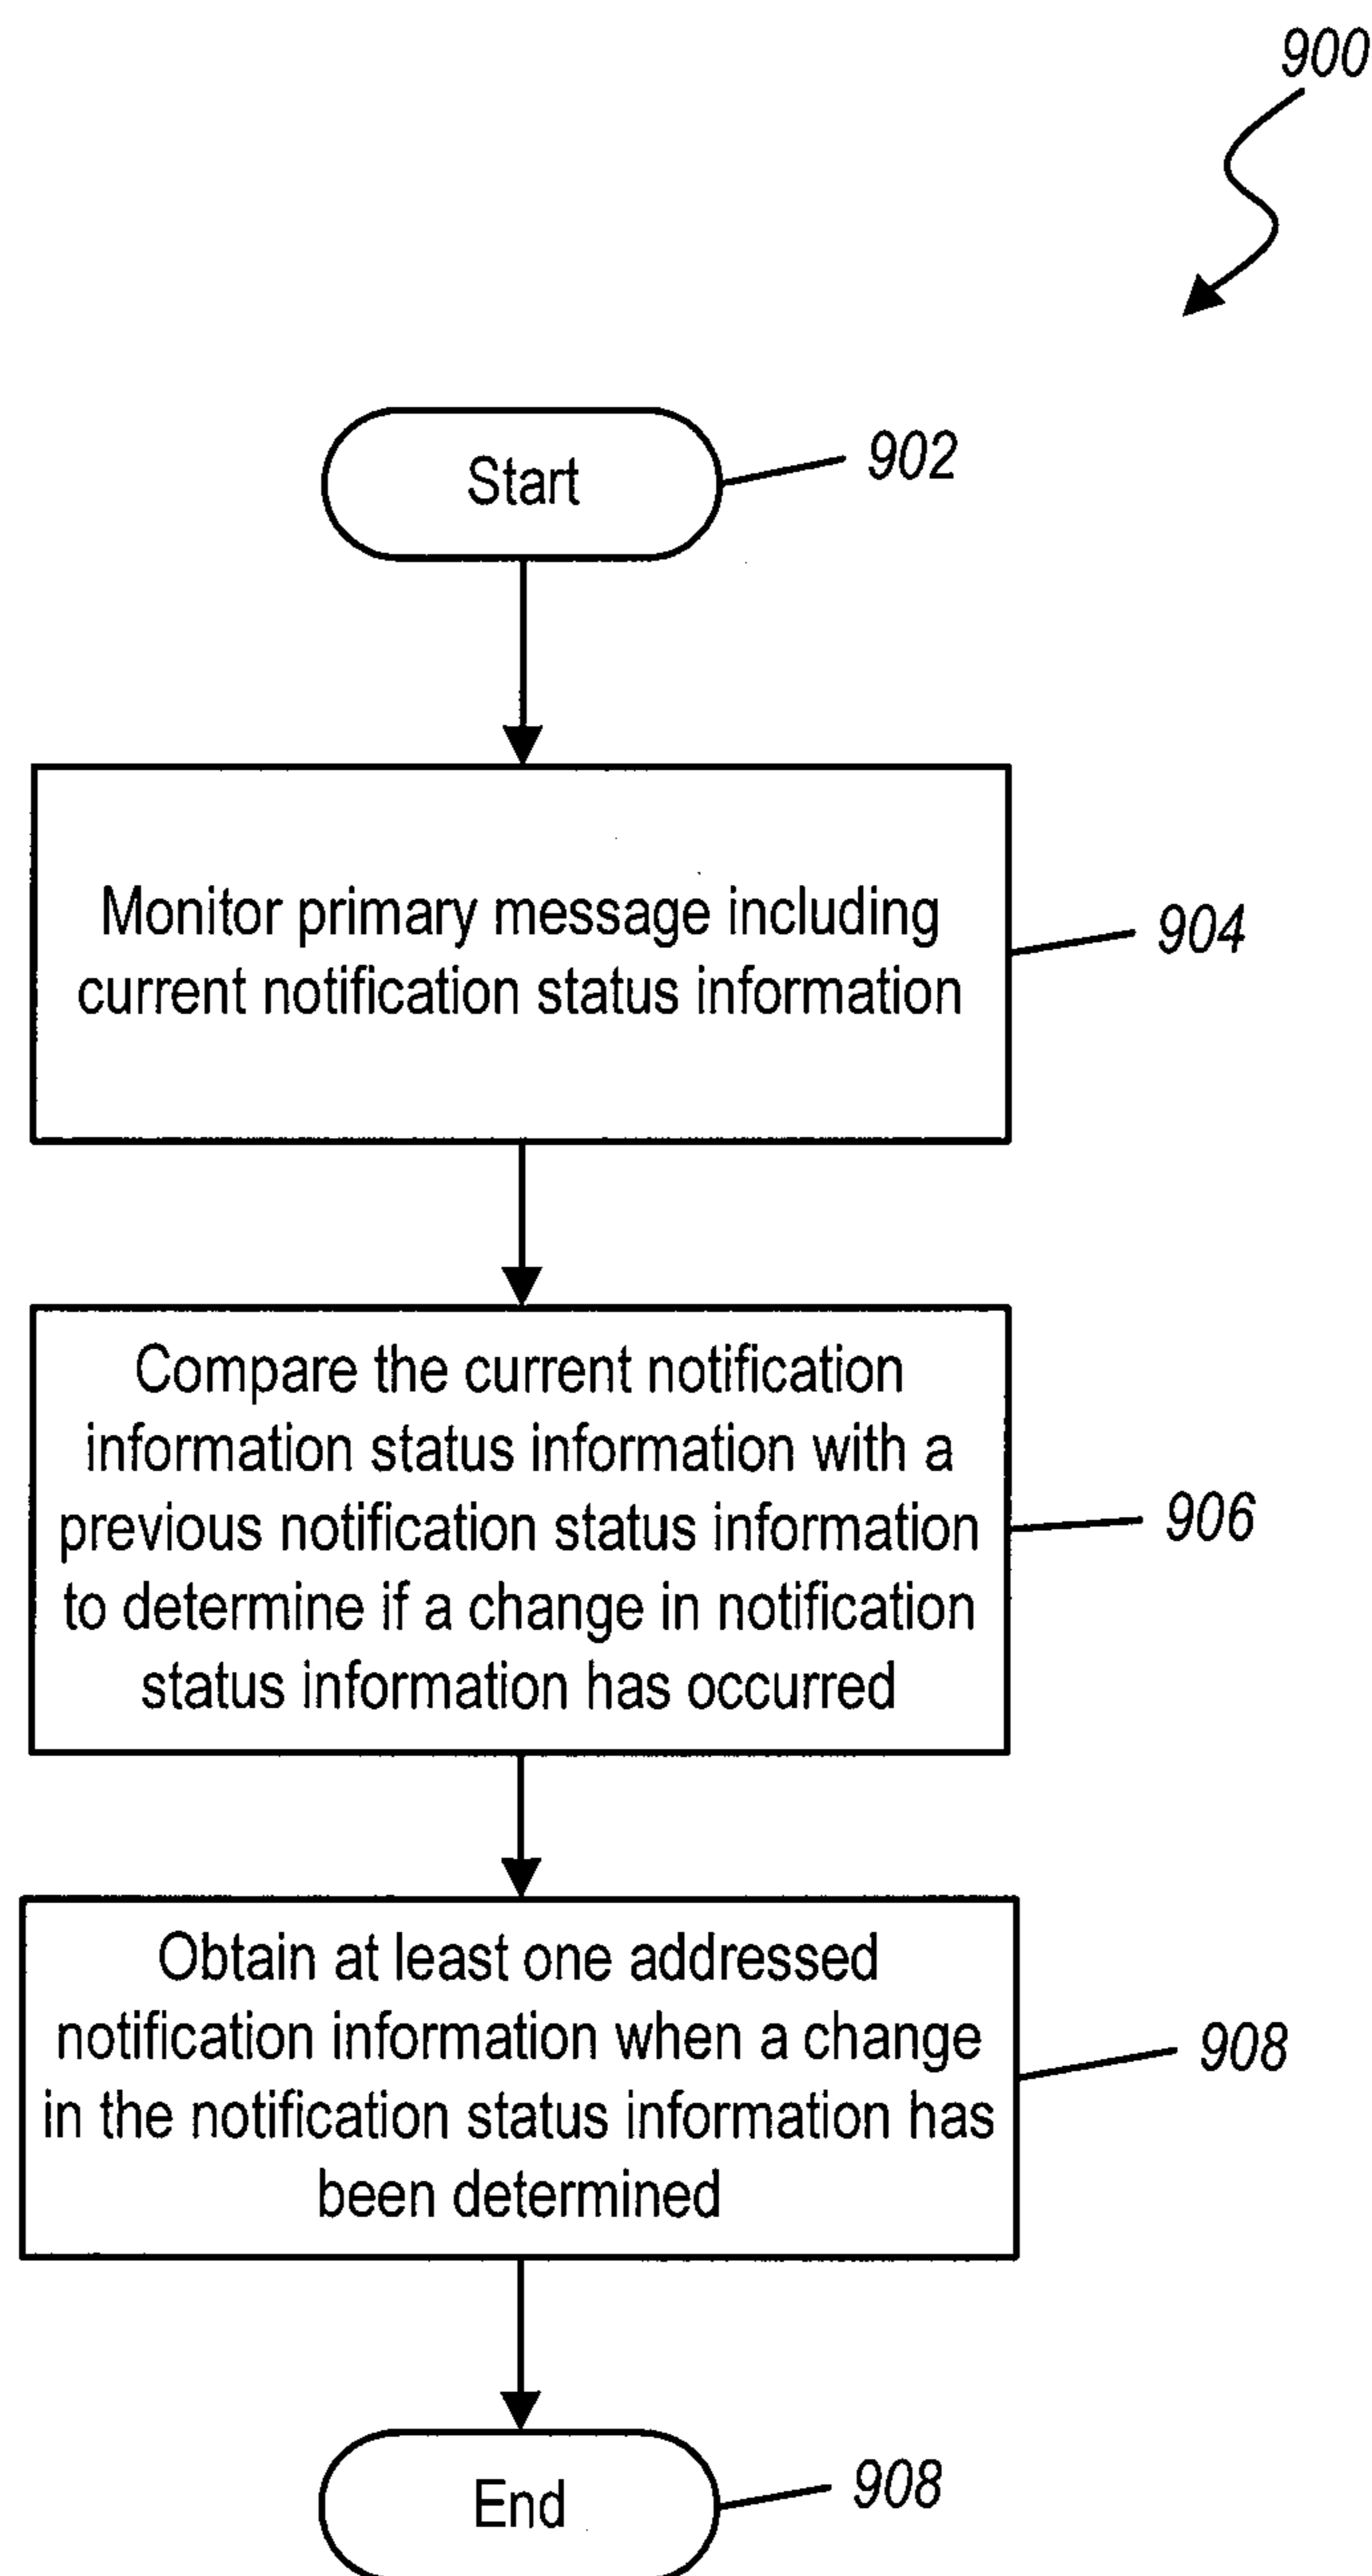 900
Start
902
Monitor primary message including
current notification status information
904
Compare the current notification
information status information with a
previous notification status information
to determine if a change in notification
status information has occurred
906
Obtain at least one addressed
notification information when a change
in the notification status information has
been determined
908
End
908